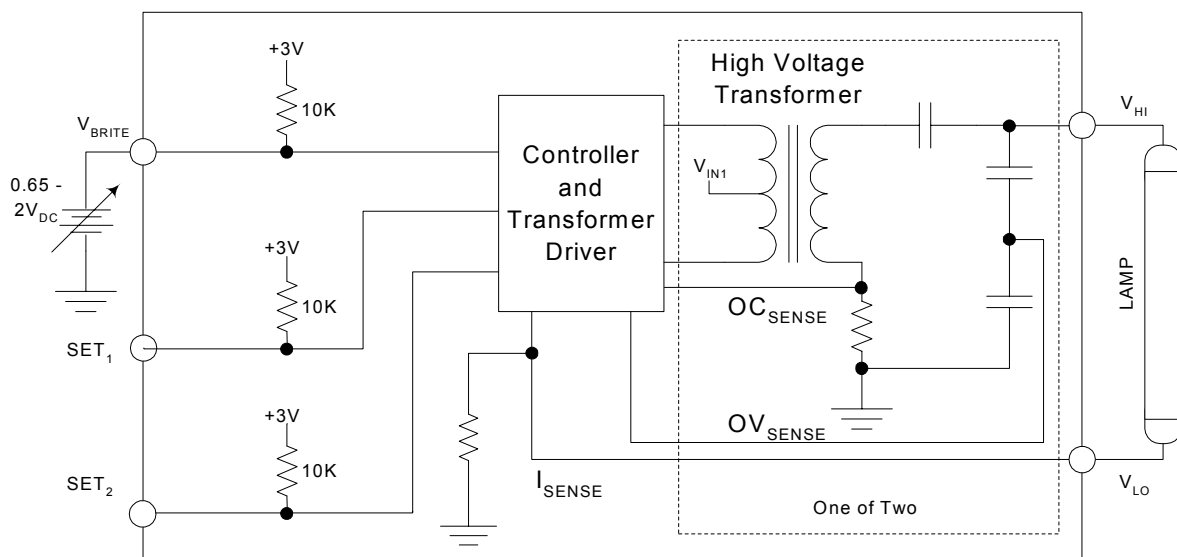 +3V
10K
V_BRITE
0.65 -
2V_DC
+3V
10K
SET_1
+3V
10K
SET_2
Controller
and
Transformer
Driver
High Voltage
Transformer
V_IN1
OC_SENSE
OV_SENSE
I_SENSE
One of Two
V_HI
LAMP
V_LO